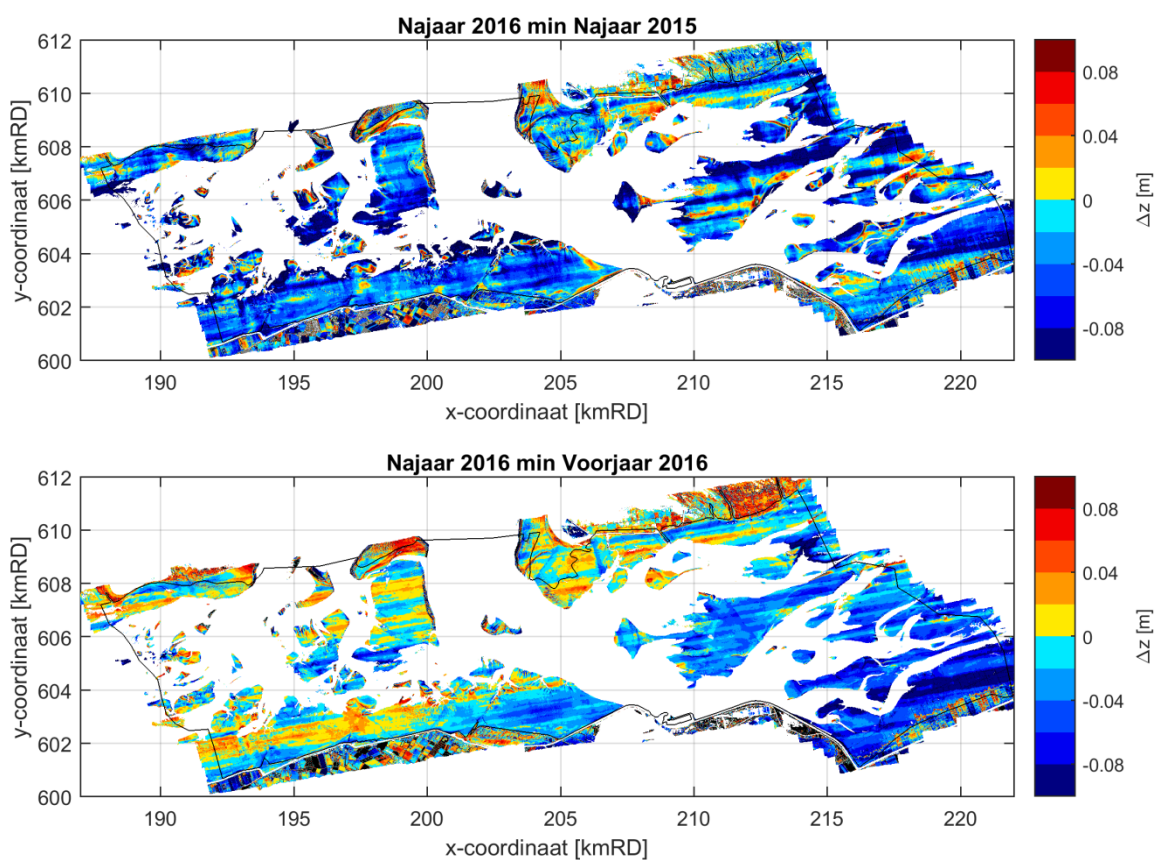 Najaar 2016 min Najaar 2015
612
610
608
606
604
602
600
y-coordinaat [kmRD]
190 195 200 205 210 215 220
x-coordinaat [kmRD]
0.08
0.04
0
-0.04
-0.08
Δz [m]
Najaar 2016 min Voorjaar 2016
612
610
608
606
604
602
600
y-coordinaat [kmRD]
190 195 200 205 210 215 220
x-coordinaat [kmRD]
0.08
0.04
0
-0.04
-0.08
Δz [m]